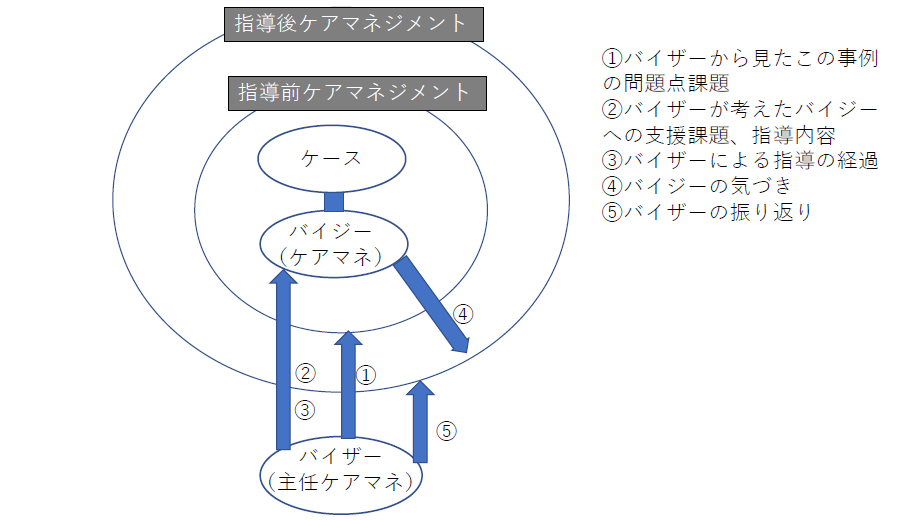 指導後ケアマネジメント
指導前ケアマネジメント
ケース
バイジー
（ケアマネ）
④
②
①
③
⑤
バイザー
（主任ケアマネ）
①バイザーから見たこの事例
の問題点課題
②バイザーが考えたバイジー
への支援課題、指導内容
③バイザーによる指導の経過
④バイジーの気づき
⑤バイザーの振り返り